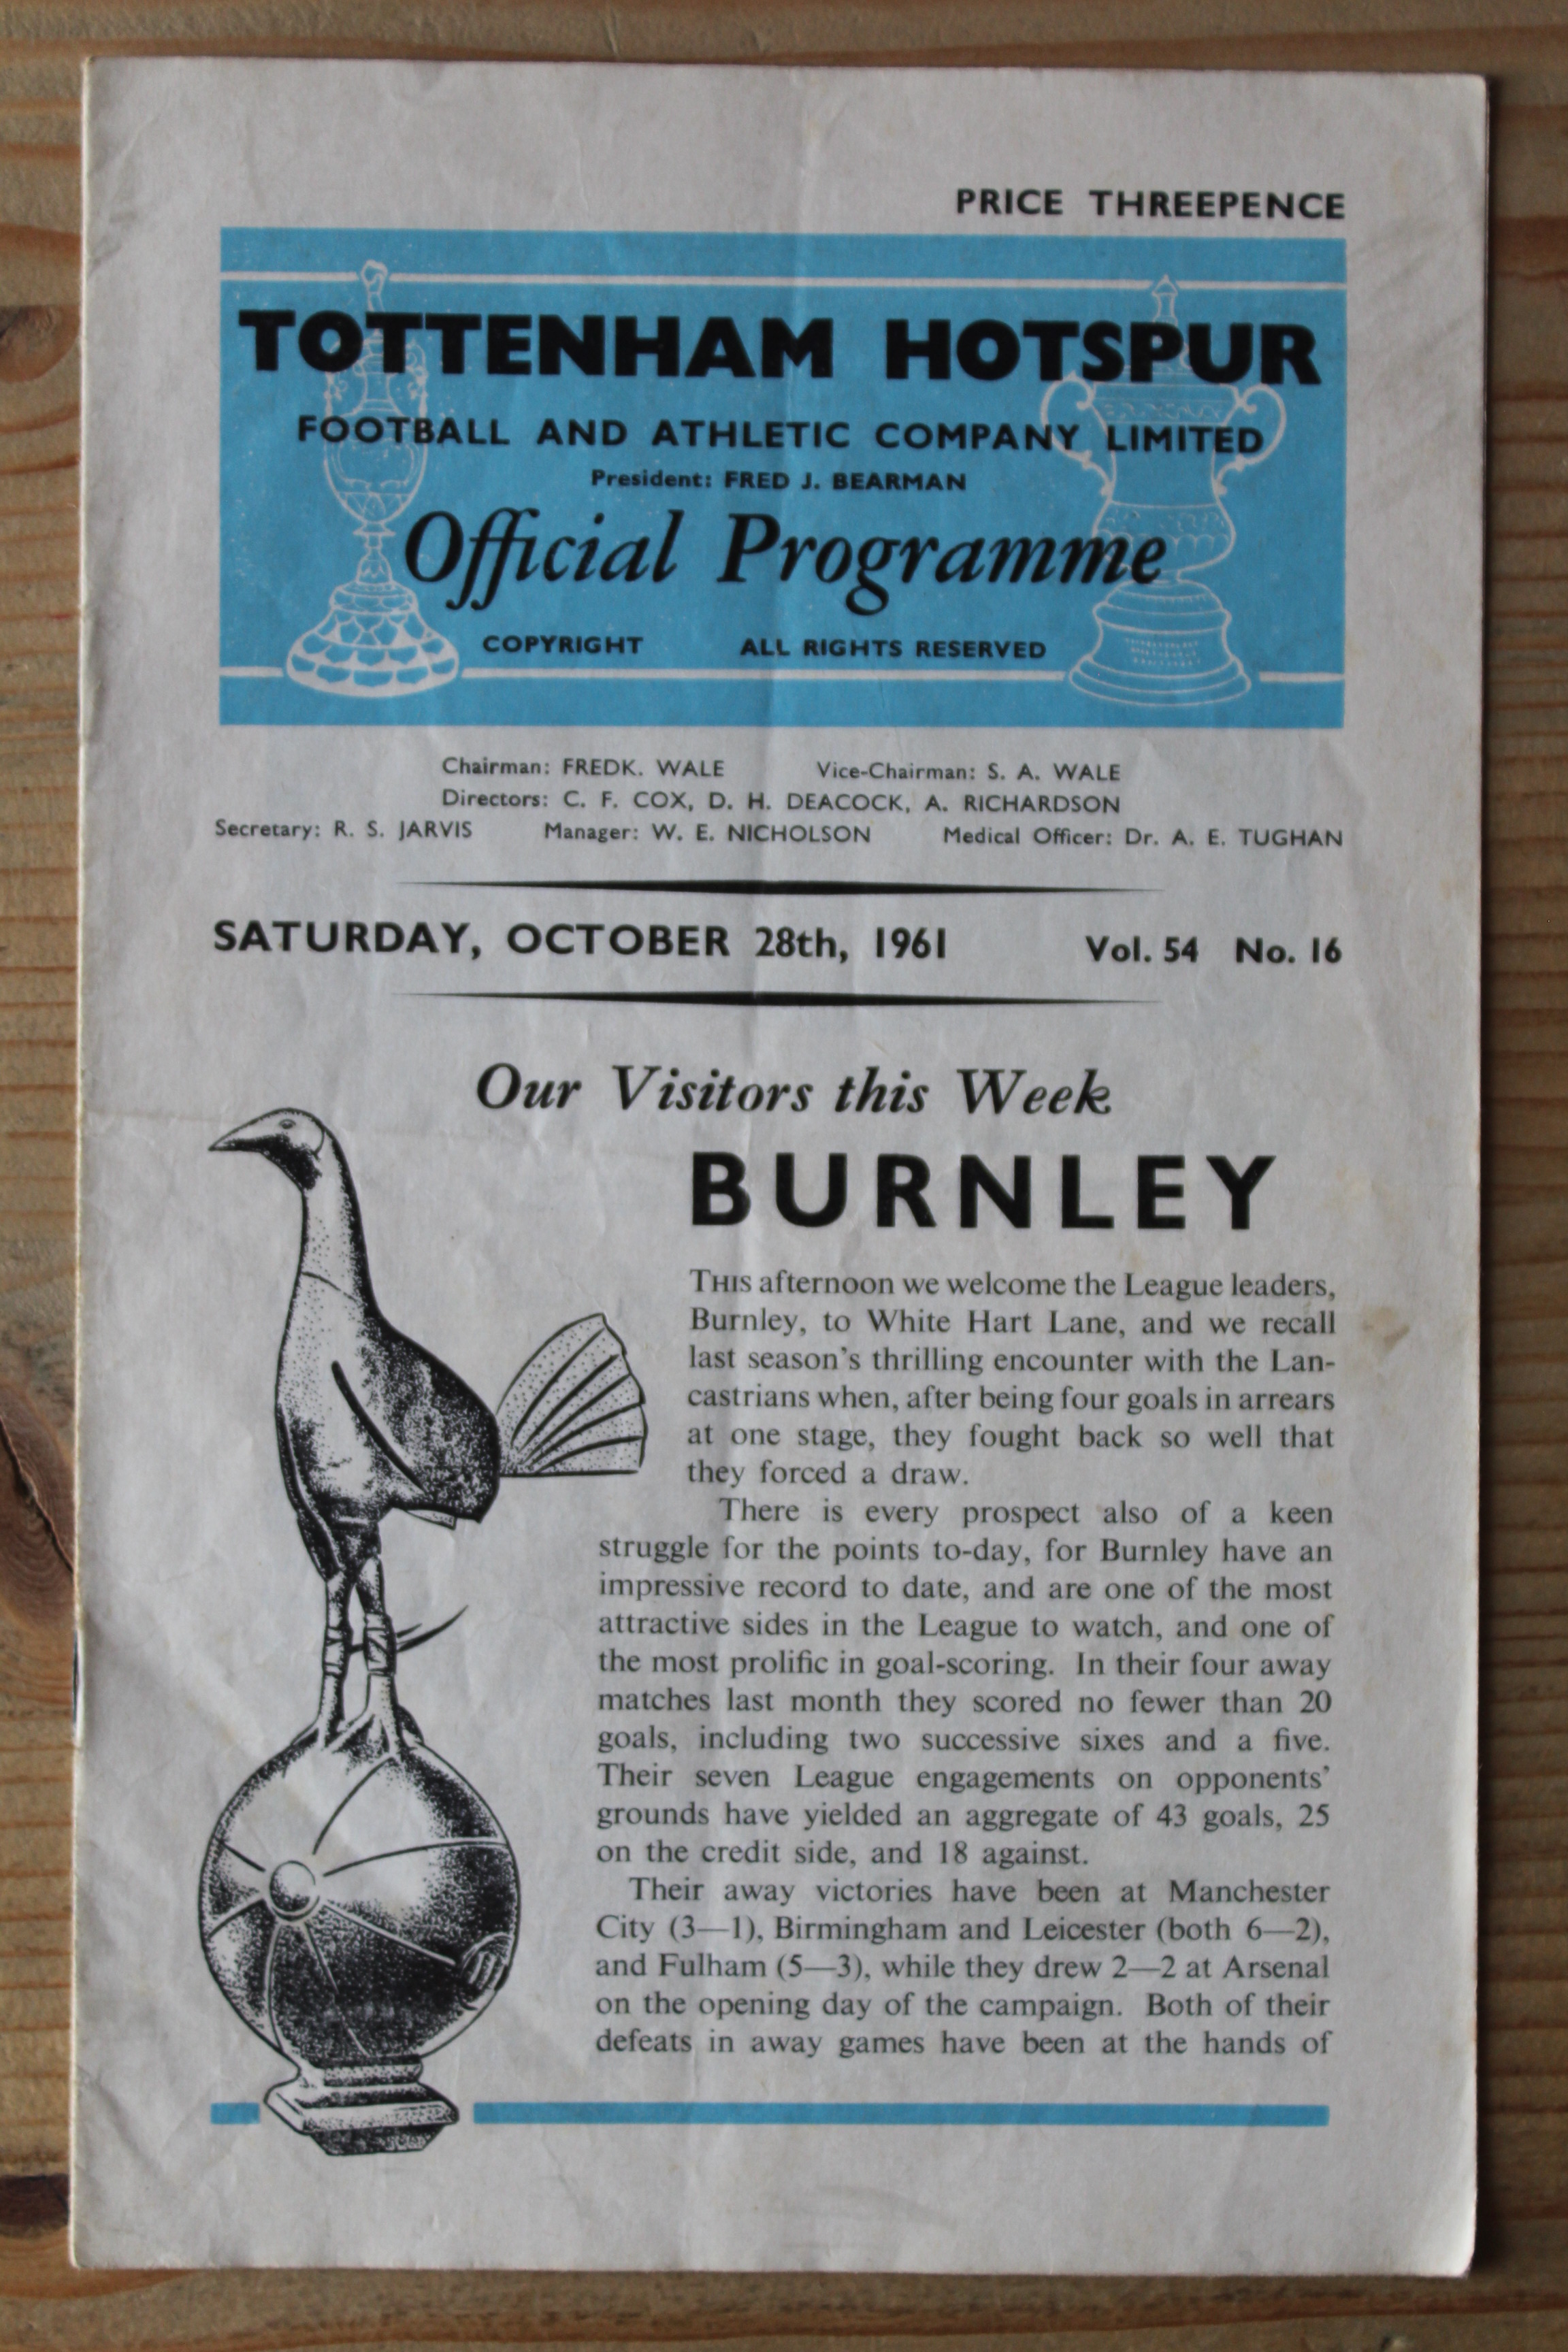 PRICE THREEPENCE
TOTTENHAM HOTSPUR
FOOTBALL AND ATHLETIC COMPANY LIMITED
President: FRED J. BEARMAN
Official Programme
COPYRIGHT ALL RIGHTS RESERVED
Chairman: FREDK. WALE Vice-Chairman: S. A. WALE
Directors: C. F. COX, D. H. DEACOCK, A. RICHARDSON
Secretary: R. S. JARVIS Manager: W. E. NICHOLSON Medical Officer: Dr. A. E. TUGHAN
SATURDAY, OCTOBER 28th, 1961 Vol. 54 No. 16
Our Visitors this Week
BURNLEY
THIS afternoon we welcome the League leaders,
Burnley, to White Hart Lane, and we recall
last season's thrilling encounter with the Lan-
castrians when, after being four goals in arrears
at one stage, they fought back so well that
they forced a draw.
There is every prospect also of a keen
struggle for the points to-day, for Burnley have an
impressive record to date, and are one of the most
attractive sides in the League to watch, and one of
the most prolific in goal-scoring. In their four away
matches last month they scored no fewer than 20
goals, including two successive sixes and a five.
Their seven League engagements on opponents'
grounds have yielded an aggregate of 43 goals, 25
on the credit side, and 18 against.
Their away victories have been at Manchester
City (3—1), Birmingham and Leicester (both 6—2),
and Fulham (5—3), while they drew 2—2 at Arsenal
on the opening day of the campaign. Both of their
defeats in away games have been at the hands of